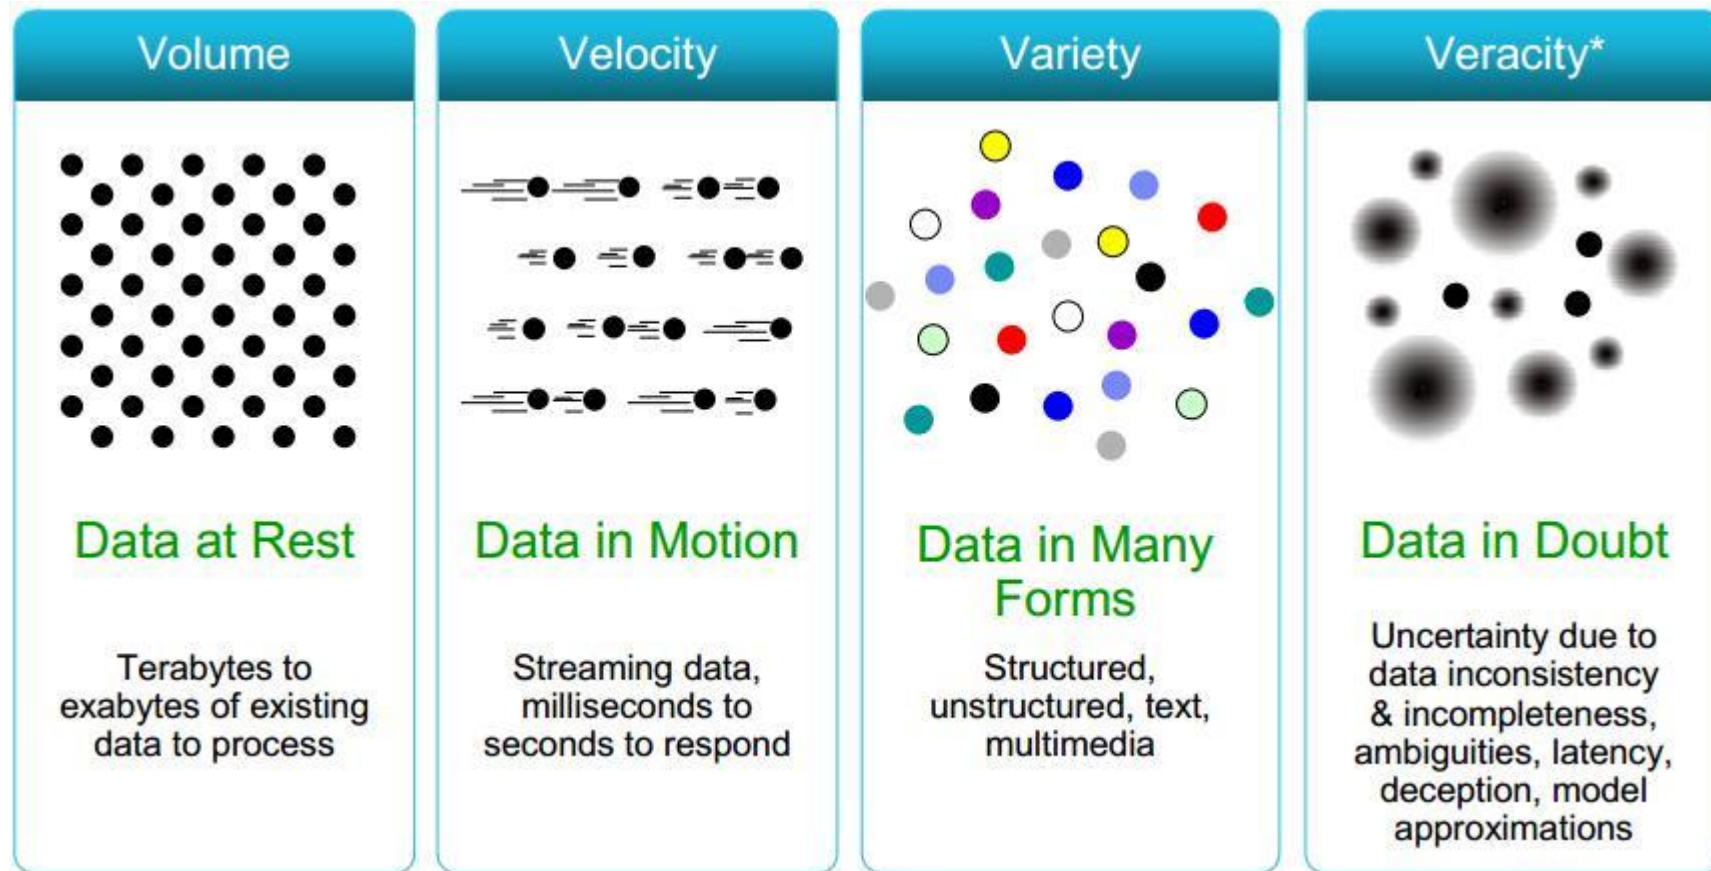 Volume
Data at Rest
Terabytes to
exabytes of existing
data to process
Velocity
Data in Motion
Streaming data,
milliseconds to
seconds to respond
Variety
Data in Many
Forms
Structured,
unstructured, text,
multimedia
Veracity*
Data in Doubt
Uncertainty due to
data inconsistency
& incompleteness,
ambiguities, latency,
deception, model
approximations